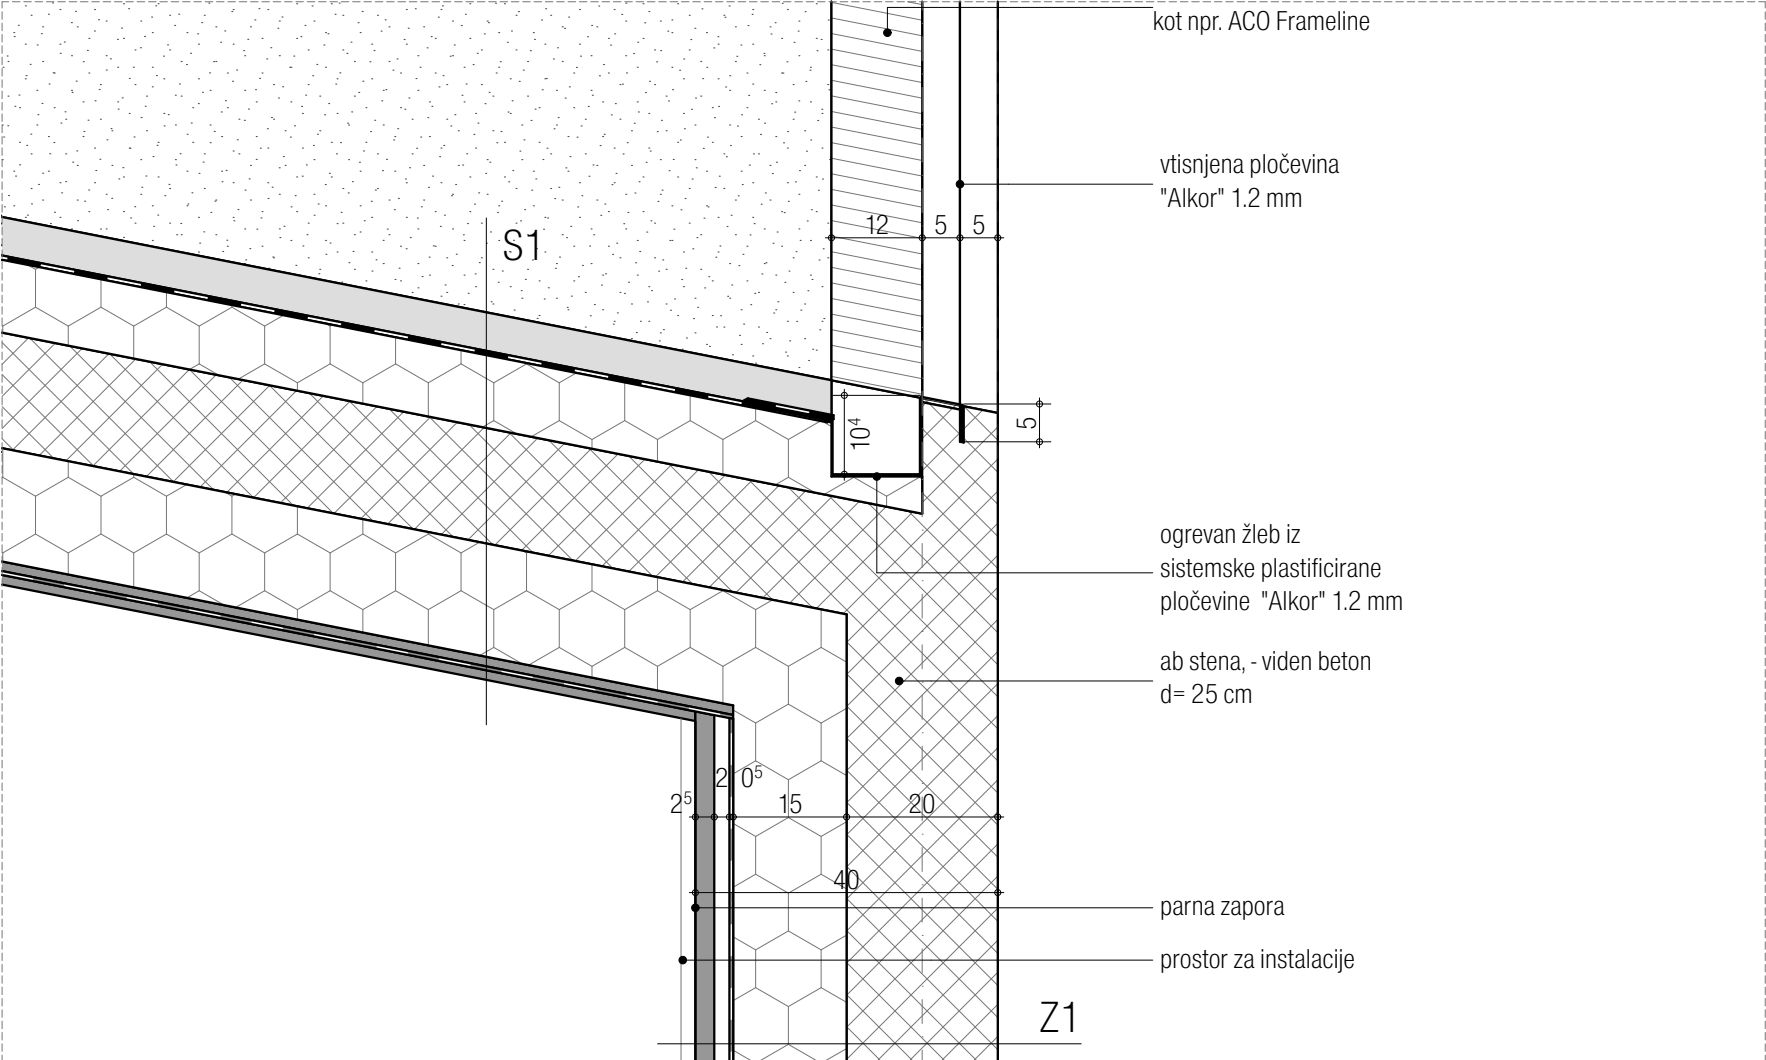 kot npr. ACO Frameline
vtisnjena pločevina
"Alkor" 1.2 mm
12 5 5
S1
10⁴
5
ogrevan žleb iz
sistemske plastificirane
pločevine "Alkor" 1.2 mm
ab stena, - viden beton
d= 25 cm
2 0⁵
2⁵ 15 20
40
parna zapora
prostor za instalacije
Z1